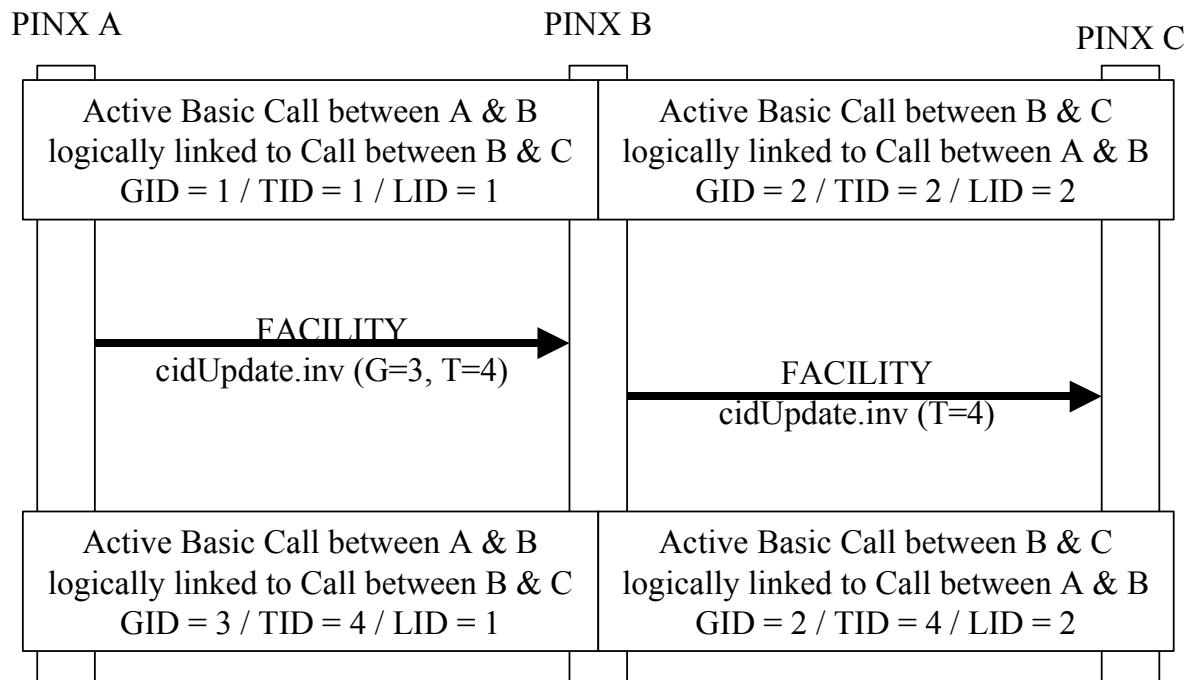 PINX A
PINX B
PINX C
Active Basic Call between A & B
logically linked to Call between B & C
GID = 1 / TID = 1 / LID = 1
Active Basic Call between B & C
logically linked to Call between A & B
GID = 2 / TID = 2 / LID = 2
FACILITY
cidUpdate.inv (G=3, T=4)
FACILITY
cidUpdate.inv (T=4)
Active Basic Call between A & B
logically linked to Call between B & C
GID = 3 / TID = 4 / LID = 1
Active Basic Call between B & C
logically linked to Call between A & B
GID = 2 / TID = 4 / LID = 2